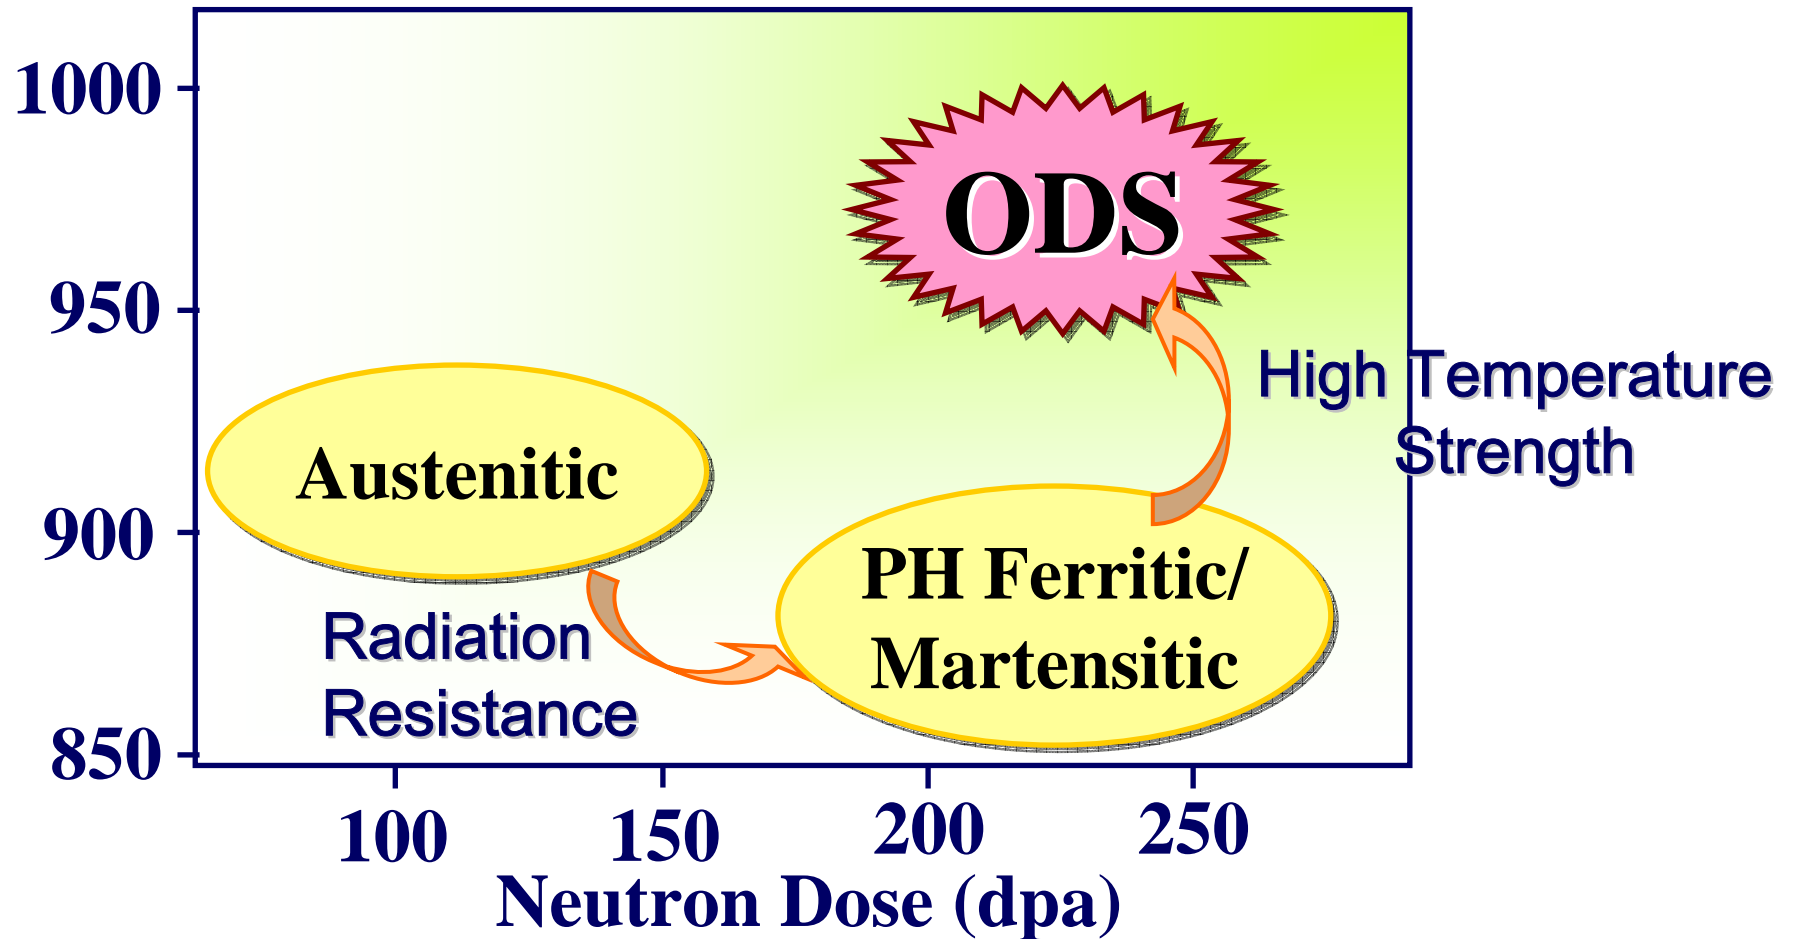 1000
950
900
850
ODS
High Temperature
Strength
Austenitic
PH Ferritic/
Martensitic
Radiation
Resistance
100
150
200
250
Neutron Dose (dpa)